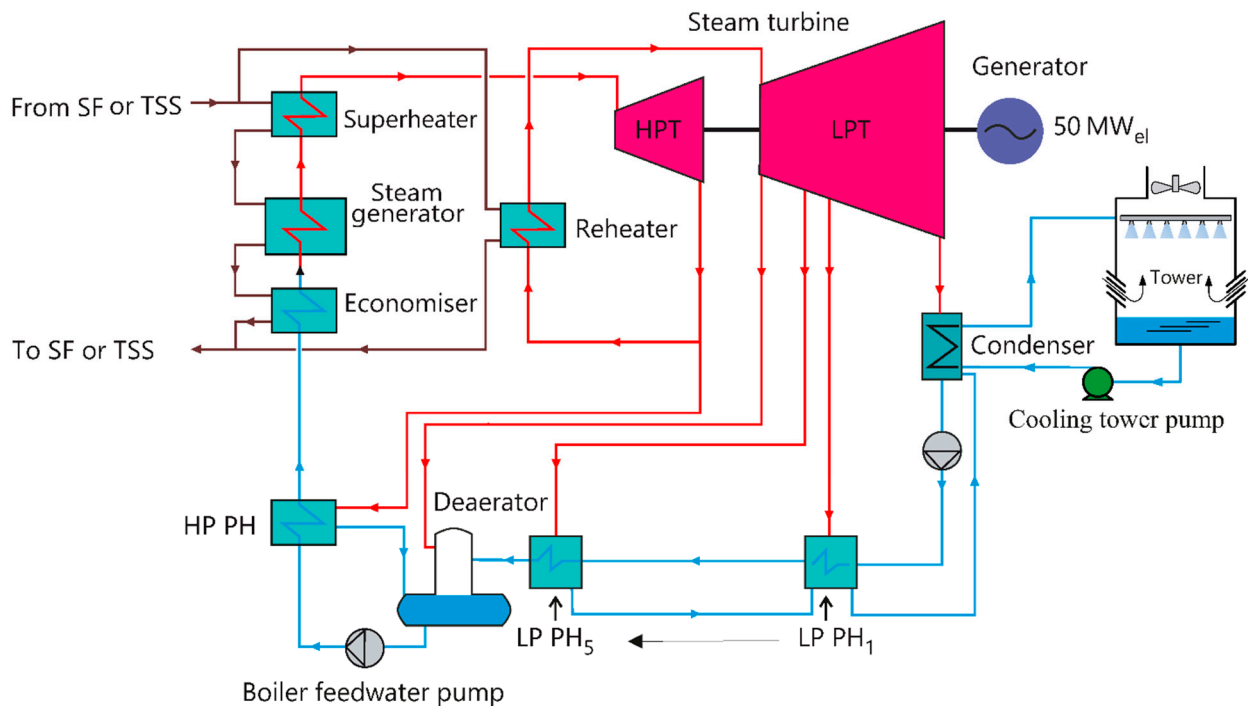 Steam turbine
Generator
From SF or TSS
Superheater
HPT
LPT
50 MWel
Steam
generator
Reheater
Tower
Economiser
To SF or TSS
Condenser
Cooling tower pump
Deaerator
HP PH
LP PH5
LP PH1
Boiler feedwater pump